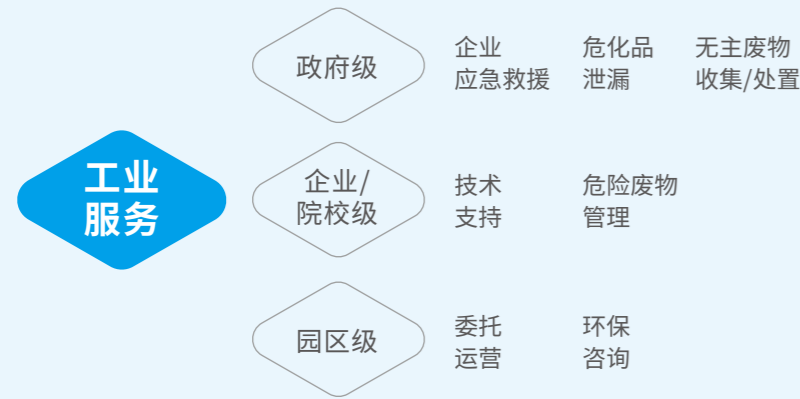 工业
服务
政府级
企业
应急救援
危化品
泄漏
无主废物
收集/处置
企业/
院校级
技术
支持
危险废物
管理
园区级
委托
运营
环保
咨询